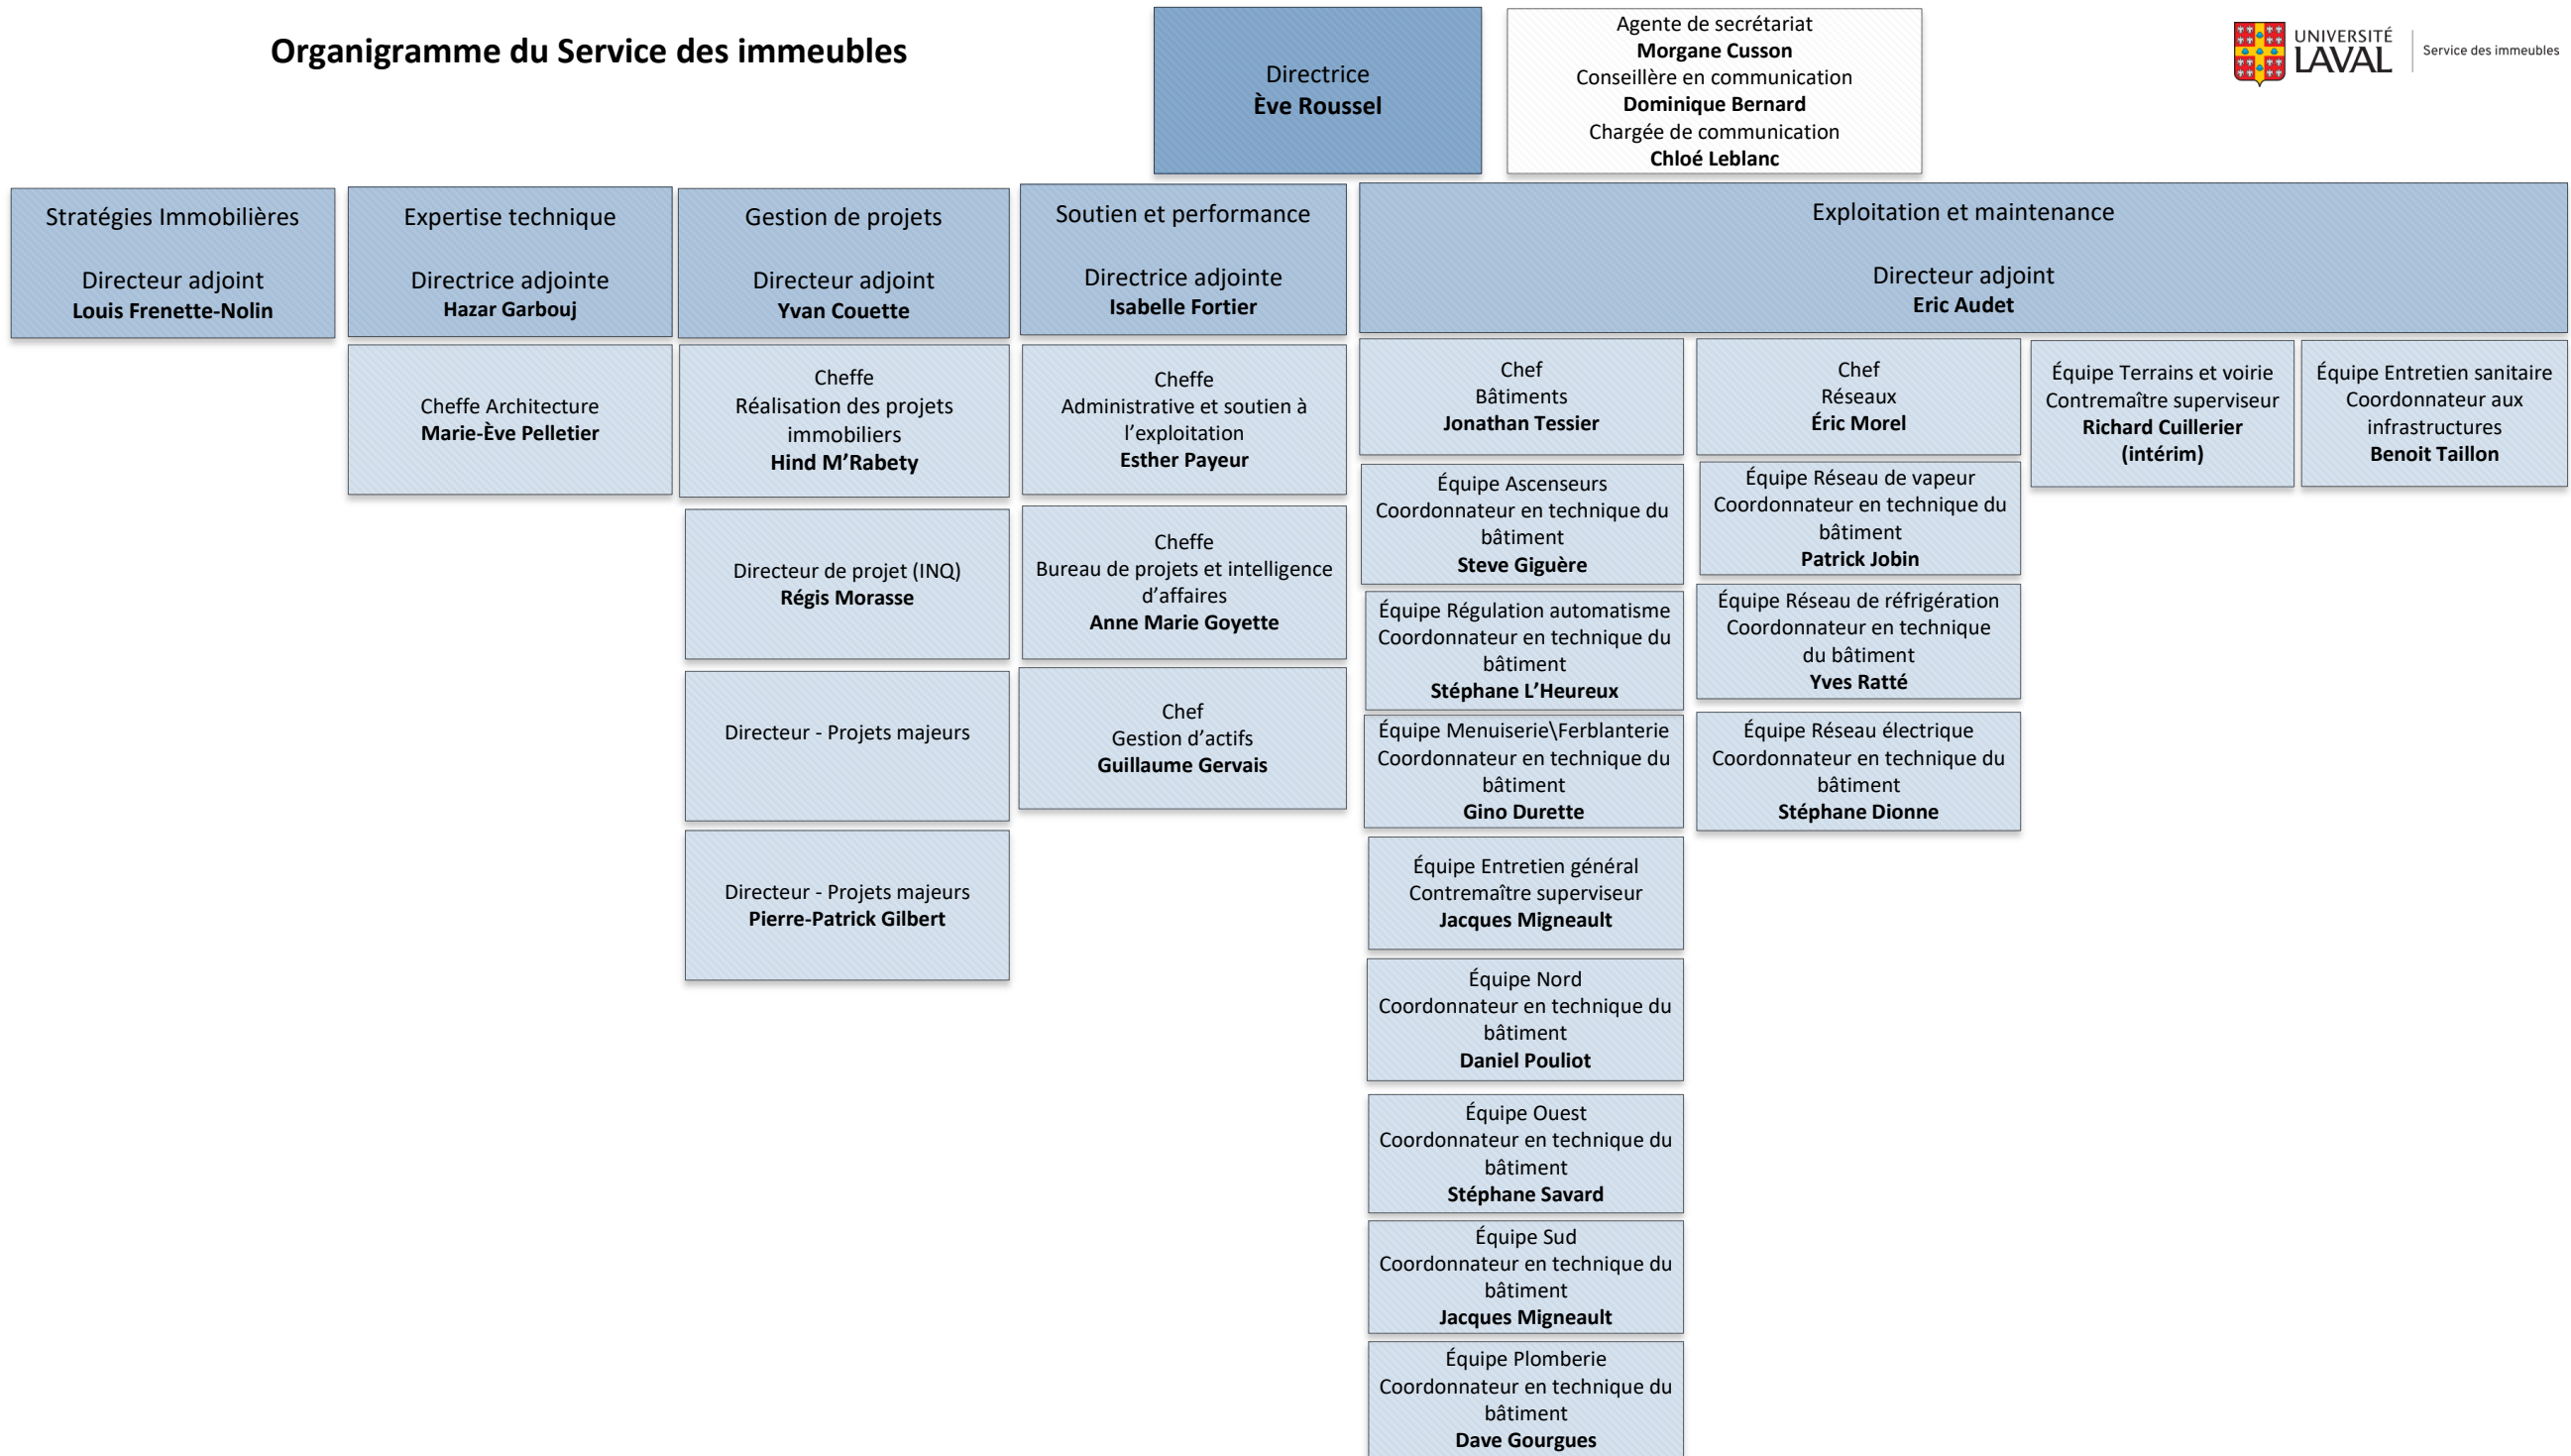 Organigramme du Service des immeubles
Directrice
Ève Roussel
Agente de secrétariat
Morgane Cusson
Conseillère en communication
Dominique Bernard
Chargée de communication
Chloé Leblanc
UNIVERSITÉ
LAVAL
Service des immeubles
Stratégies Immobilières
Directeur adjoint
Louis Frenette-Nolin
Expertise technique
Directrice adjointe
Hazar Garbouj
Gestion de projets
Directeur adjoint
Yvan Couette
Soutien et performance
Directrice adjointe
Isabelle Fortier
Exploitation et maintenance
Directeur adjoint
Eric Audet
Cheffe Architecture
Marie-Ève Pelletier
Cheffe
Réalisation des projets
immobiliers
Hind M’Rabety
Directeur de projet (INQ)
Régis Morasse
Directeur - Projets majeurs
Directeur - Projets majeurs
Pierre-Patrick Gilbert
Cheffe
Administrative et soutien à
l’exploitation
Esther Payeur
Cheffe
Bureau de projets et intelligence
d’affaires
Anne Marie Goyette
Chef
Gestion d’actifs
Guillaume Gervais
Chef
Bâtiments
Jonathan Tessier
Équipe Ascenseurs
Coordonnateur en technique du
bâtiment
Steve Giguère
Équipe Régulation automatisme
Coordonnateur en technique du
bâtiment
Stéphane L’Heureux
Équipe Menuiserie\Ferblanterie
Coordonnateur en technique du
bâtiment
Gino Durette
Équipe Entretien général
Contremaître superviseur
Jacques Migneault
Équipe Nord
Coordonnateur en technique du
bâtiment
Daniel Pouliot
Équipe Ouest
Coordonnateur en technique du
bâtiment
Stéphane Savard
Équipe Sud
Coordonnateur en technique du
bâtiment
Jacques Migneault
Équipe Plomberie
Coordonnateur en technique du
bâtiment
Dave Gourgues
Chef
Réseaux
Éric Morel
Équipe Réseau de vapeur
Coordonnateur en technique du
bâtiment
Patrick Jobin
Équipe Réseau de réfrigération
Coordonnateur en technique
du bâtiment
Yves Ratté
Équipe Réseau électrique
Coordonnateur en technique du
bâtiment
Stéphane Dionne
Équipe Terrains et voirie
Contremaître superviseur
Richard Cuillerier
(intérim)
Équipe Entretien sanitaire
Coordonnateur aux
infrastructures
Benoit Taillon